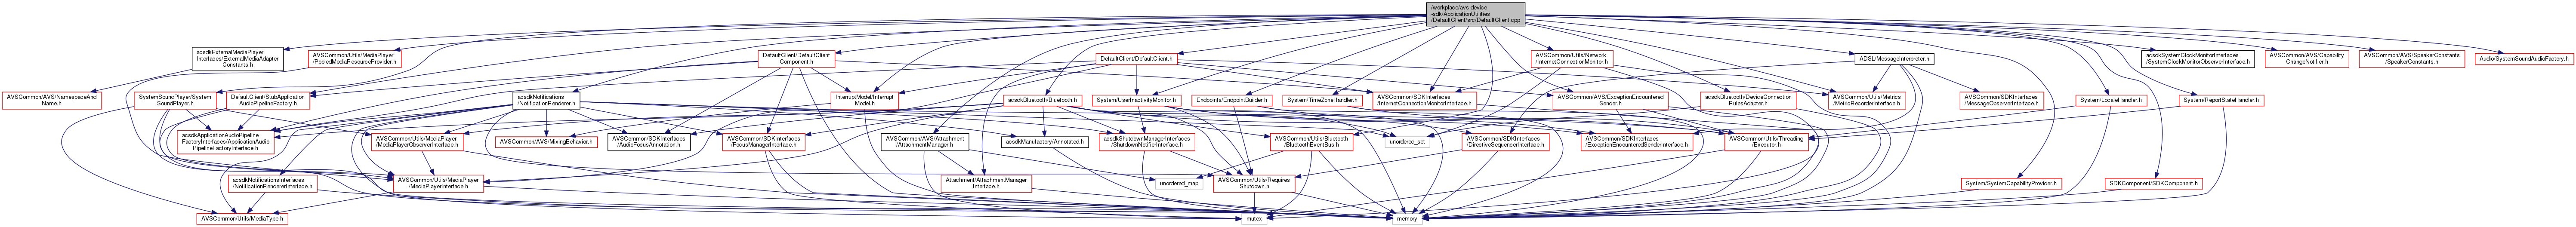 /workplace/avs-device
-sdk/ApplicationUtilities
/DefaultClient/src/DefaultClient.cpp
acsdkExternalMediaPlayer
Interfaces/ExternalMediaAdapter
Constants.h
AVSCommon/Utils/MediaPlayer
/PooledMediaResourceProvider.h
DefaultClient/DefaultClient
Component.h
DefaultClient/DefaultClient.h
AVSCommon/Utils/Network
/InternetConnectionMonitor.h
ADSL/MessageInterpreter.h
acsdkSystemClockMonitorInterfaces
/SystemClockMonitorObserverInterface.h
AVSCommon/AVS/Capability
ChangeNotifier.h
AVSCommon/AVS/SpeakerConstants
/SpeakerConstants.h
Audio/SystemSoundAudioFactory.h
AVSCommon/AVS/NamespaceAnd
Name.h
SystemSoundPlayer/System
SoundPlayer.h
DefaultClient/StubApplication
AudioPipelineFactory.h
acsdkNotifications
/NotificationRenderer.h
InterruptModel/Interrupt
Model.h
acsdkBluetooth/Bluetooth.h
System/UserInactivityMonitor.h
Endpoints/EndpointBuilder.h
System/TimeZoneHandler.h
AVSCommon/SDKInterfaces
/InternetConnectionMonitorInterface.h
AVSCommon/AVS/ExceptionEncountered
Sender.h
acsdkBluetooth/DeviceConnection
RulesAdapter.h
AVSCommon/Utils/Metrics
/MetricRecorderInterface.h
AVSCommon/SDKInterfaces
/MessageObserverInterface.h
System/LocaleHandler.h
System/ReportStateHandler.h
acsdkApplicationAudioPipeline
FactoryInterfaces/ApplicationAudio
PipelineFactoryInterface.h
AVSCommon/Utils/MediaPlayer
/MediaPlayerObserverInterface.h
AVSCommon/AVS/MixingBehavior.h
AVSCommon/SDKInterfaces
/AudioFocusAnnotation.h
AVSCommon/SDKInterfaces
/FocusManagerInterface.h
AVSCommon/AVS/Attachment
/AttachmentManager.h
acsdkManufactory/Annotated.h
acsdkShutdownManagerInterfaces
/ShutdownNotifierInterface.h
AVSCommon/Utils/Bluetooth
/BluetoothEventBus.h
unordered_set
AVSCommon/SDKInterfaces
/DirectiveSequencerInterface.h
AVSCommon/SDKInterfaces
/ExceptionEncounteredSenderInterface.h
AVSCommon/Utils/Threading
/Executor.h
acsdkNotificationsInterfaces
/NotificationRendererInterface.h
AVSCommon/Utils/MediaPlayer
/MediaPlayerInterface.h
Attachment/AttachmentManager
Interface.h
unordered_map
AVSCommon/Utils/Requires
Shutdown.h
System/SystemCapabilityProvider.h
SDKComponent/SDKComponent.h
AVSCommon/Utils/MediaType.h
mutex
memory